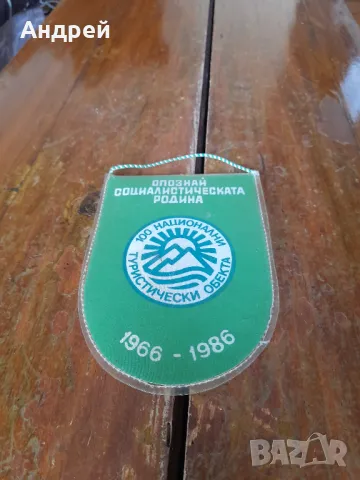 Андрей
ОПОЗНАЙ
СОЦИАЛИСТИЧЕСКАТА
РОДИНА
100 НАЦИОНАЛНИ
ТУРИСТИЧЕСКИ ОБЕКТА
1966 - 1986
BAZAR